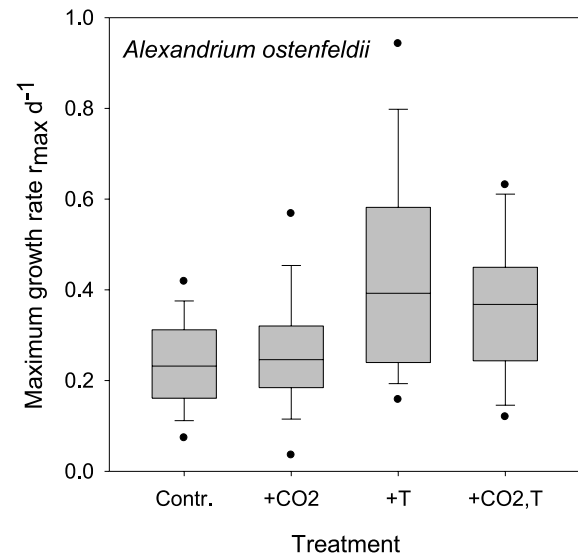 Alexandrium ostenfeldii
Maximum growth rate rmax d-1
1.0
0.8
0.6
0.4
0.2
0.0
Contr. +CO2 +T +CO2,T
Treatment